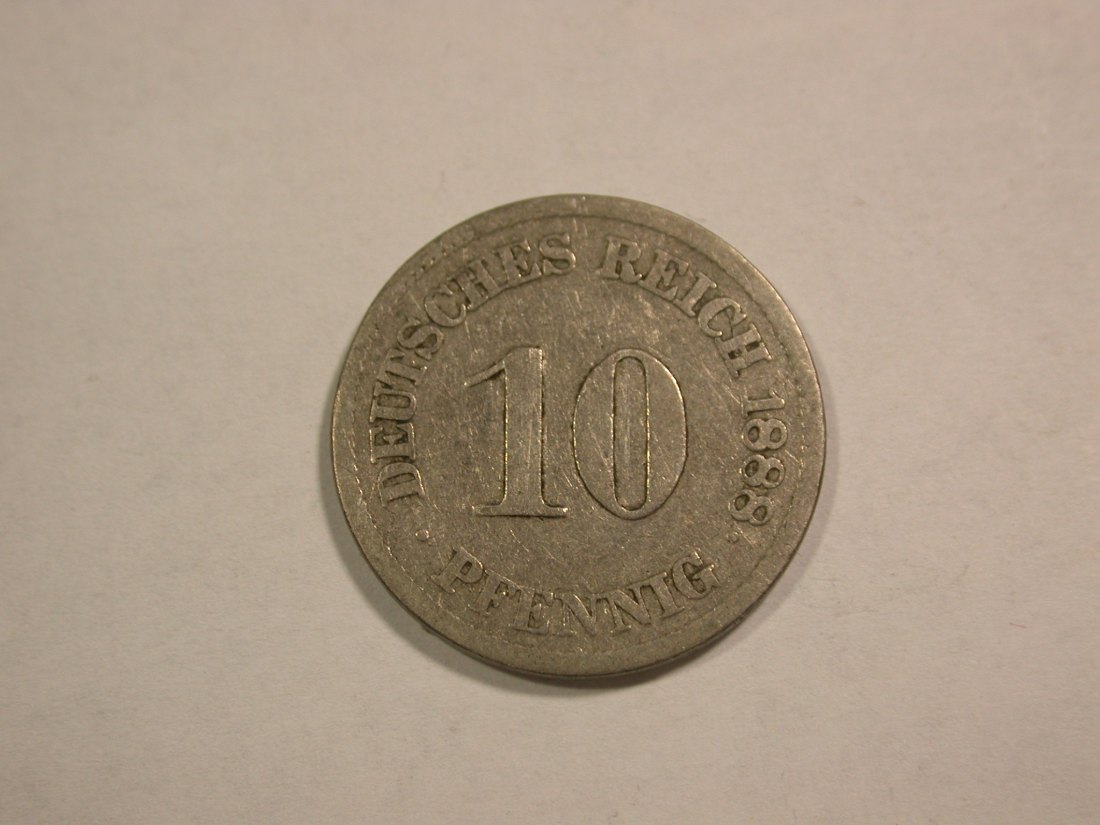 DEUTSCHES REICH 1888
10
· PFENNIG ·